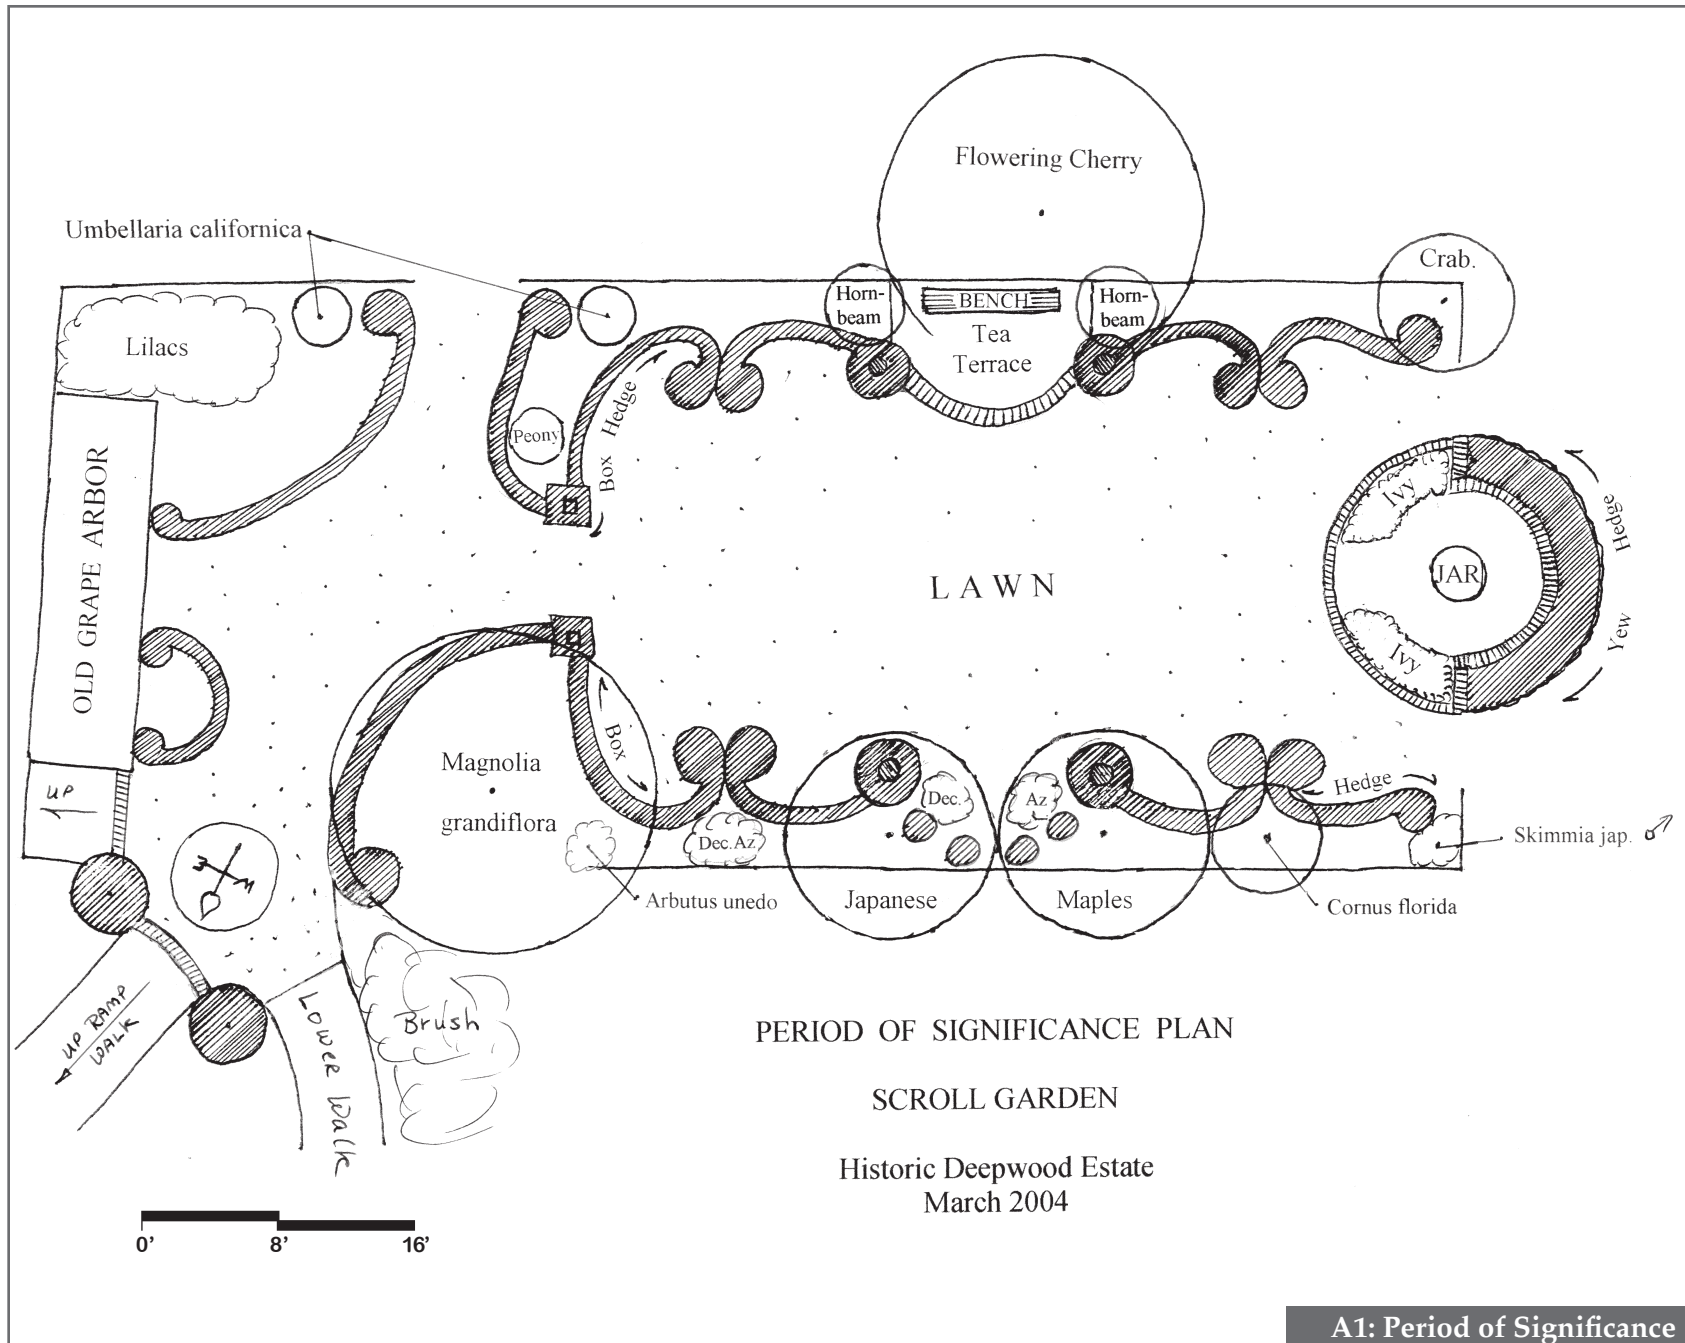 Flowering Cherry
Umbellaria californica
Crab.
Horn-
beam
BENCH
Horn-
beam
Tea
Terrace
Lilacs
Peony
Box Hedge
OLD GRAPE ARBOR
LAWN
Ivy
JAR
Ivy
Hedge
Yew
Box
Magnolia
grandiflora
UP
Dec.
Az
Dec. Az
Hedge
Skimmia jap. ♂
Arbutus unedo
Japanese
Maples
Cornus florida
UP RAMP
WALK
Lower Walk
Brush
PERIOD OF SIGNIFICANCE PLAN
SCROLL GARDEN
Historic Deepwood Estate
March 2004
0' 8' 16'
A1: Period of Significance